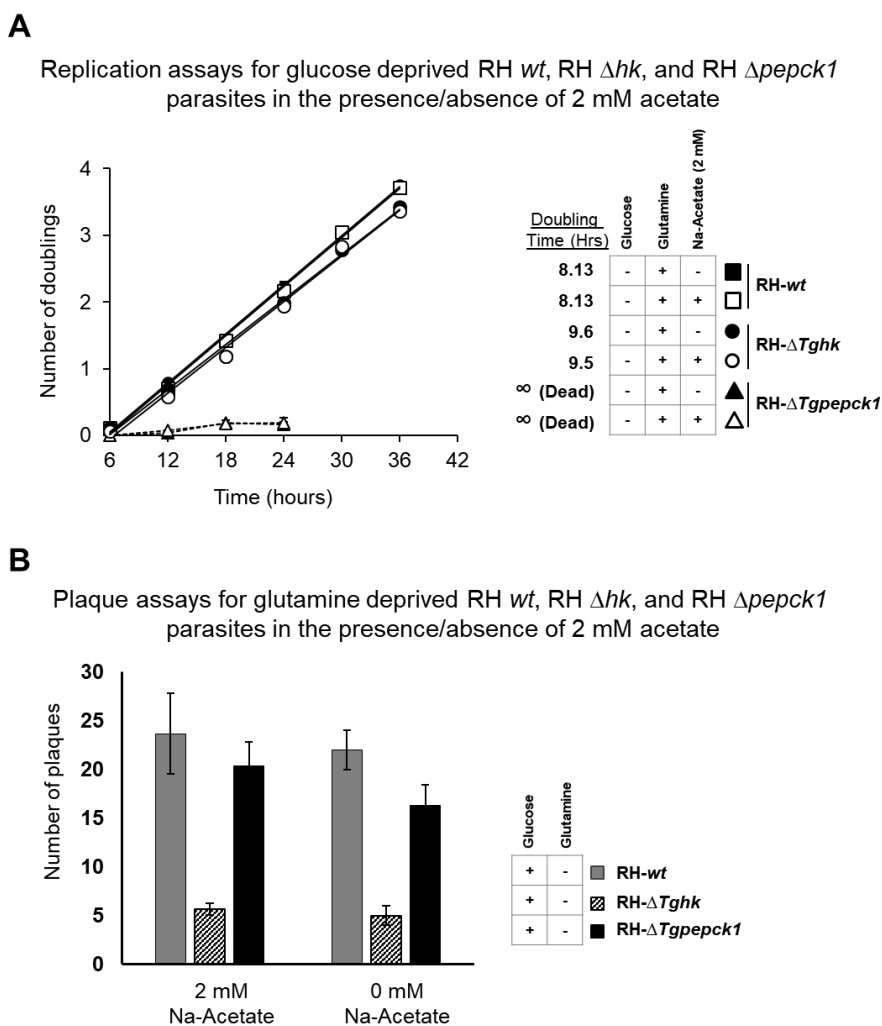 A
Replication assays for glucose deprived RH wt, RH Δhk, and RH Δpepck1
parasites in the presence/absence of 2 mM acetate
Number of doublings
4
3
2
1
0
6 12 18 24 30 36 42
Time (hours)
Doubling
Time (Hrs)
Glucose
Glutamine
Na-Acetate (2 mM)
8.13 - + - RH-wt
8.13 - + +
9.6 - + - RH-ΔTghk
9.5 - + +
∞ (Dead) - + - RH-ΔTgpepck1
∞ (Dead) - + +
B
Plaque assays for glutamine deprived RH wt, RH Δhk, and RH Δpepck1
parasites in the presence/absence of 2 mM acetate
Number of plaques
30
25
20
15
10
5
0
2 mM
Na-Acetate
0 mM
Na-Acetate
Glucose
Glutamine
+ - RH-wt
+ - RH-ΔTghk
+ - RH-ΔTgpepck1